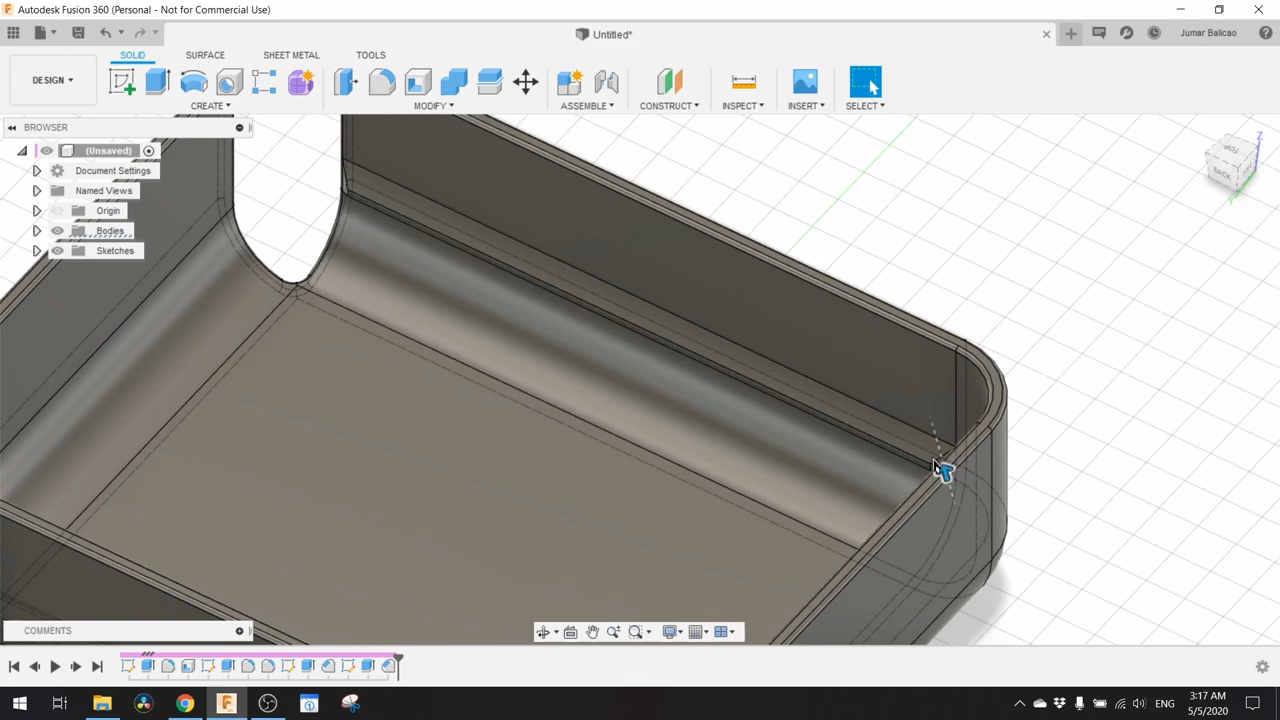 Autodesk Fusion 360 (Personal - Not for Commercial Use)
Untitled*
Jumar Balicao
DESIGN
SOLID
SURFACE
SHEET METAL
TOOLS
CREATE
MODIFY
ASSEMBLE
CONSTRUCT
INSPECT
INSERT
SELECT
BROWSER
(Unsaved)
Document Settings
Named Views
Origin
Bodies
Sketches
TOP
BACK
Z
Y
COMMENTS
ENG
3:17 AM
5/5/2020